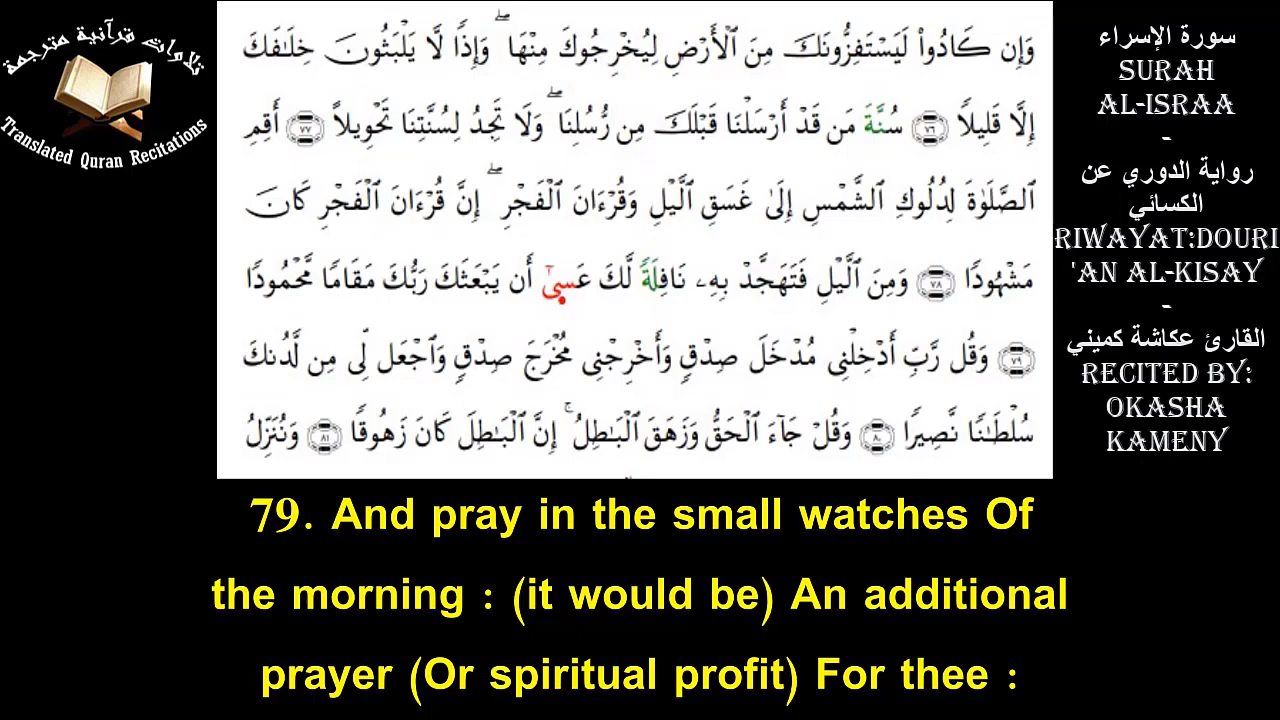 تلاوات قرآنية مترجمة
Translated Quran Recitations
وَإِن كَادُوا۟ لَيَسْتَفِزُّونَكَ مِنَ ٱلْأَرْضِ لِيُخْرِجُوكَ مِنْهَا ۖ وَإِذًا لَّا يَلْبَثُونَ خِلَٰفَكَ
إِلَّا قَلِيلًا ٧٦ سُنَّةَ مَن قَدْ أَرْسَلْنَا قَبْلَكَ مِن رُّسُلِنَا ۖ وَلَا تَجِدُ لِسُنَّتِنَا تَحْوِيلًا ٧٧ أَقِمِ
ٱلصَّلَوٰةَ لِدُلُوكِ ٱلشَّمْسِ إِلَىٰ غَسَقِ ٱلَّيْلِ وَقُرْءَانَ ٱلْفَجْرِ ۖ إِنَّ قُرْءَانَ ٱلْفَجْرِ كَانَ
مَشْهُودًا ٧٨ وَمِنَ ٱلَّيْلِ فَتَهَجَّدْ بِهِۦ نَافِلَةً لَّكَ عَسَىٰٓ أَن يَبْعَثَكَ رَبُّكَ مَقَامًا مَّحْمُودًا
٧٩ وَقُل رَّبِّ أَدْخِلْنِى مُدْخَلَ صِدْقٍ وَأَخْرِجْنِى مُخْرَجَ صِدْقٍ وَٱجْعَل لِّى مِن لَّدُنكَ
سُلْطَٰنًا نَّصِيرًا ٨٠ وَقُلْ جَآءَ ٱلْحَقُّ وَزَهَقَ ٱلْبَٰطِلُ ۚ إِنَّ ٱلْبَٰطِلَ كَانَ زَهُوقًا ٨١ وَنُنَزِّلُ
سورة الإسراء
SURAH
AL-ISRAA
-
رواية الدوري عن
الكسائي
RIWAYAT:DOURI
'AN AL-KISAY
-
القارئ عكاشة كميني
RECITED BY:
OKASHA
KAMENY
79. And pray in the small watches Of
the morning : (it would be) An additional
prayer (Or spiritual profit) For thee :